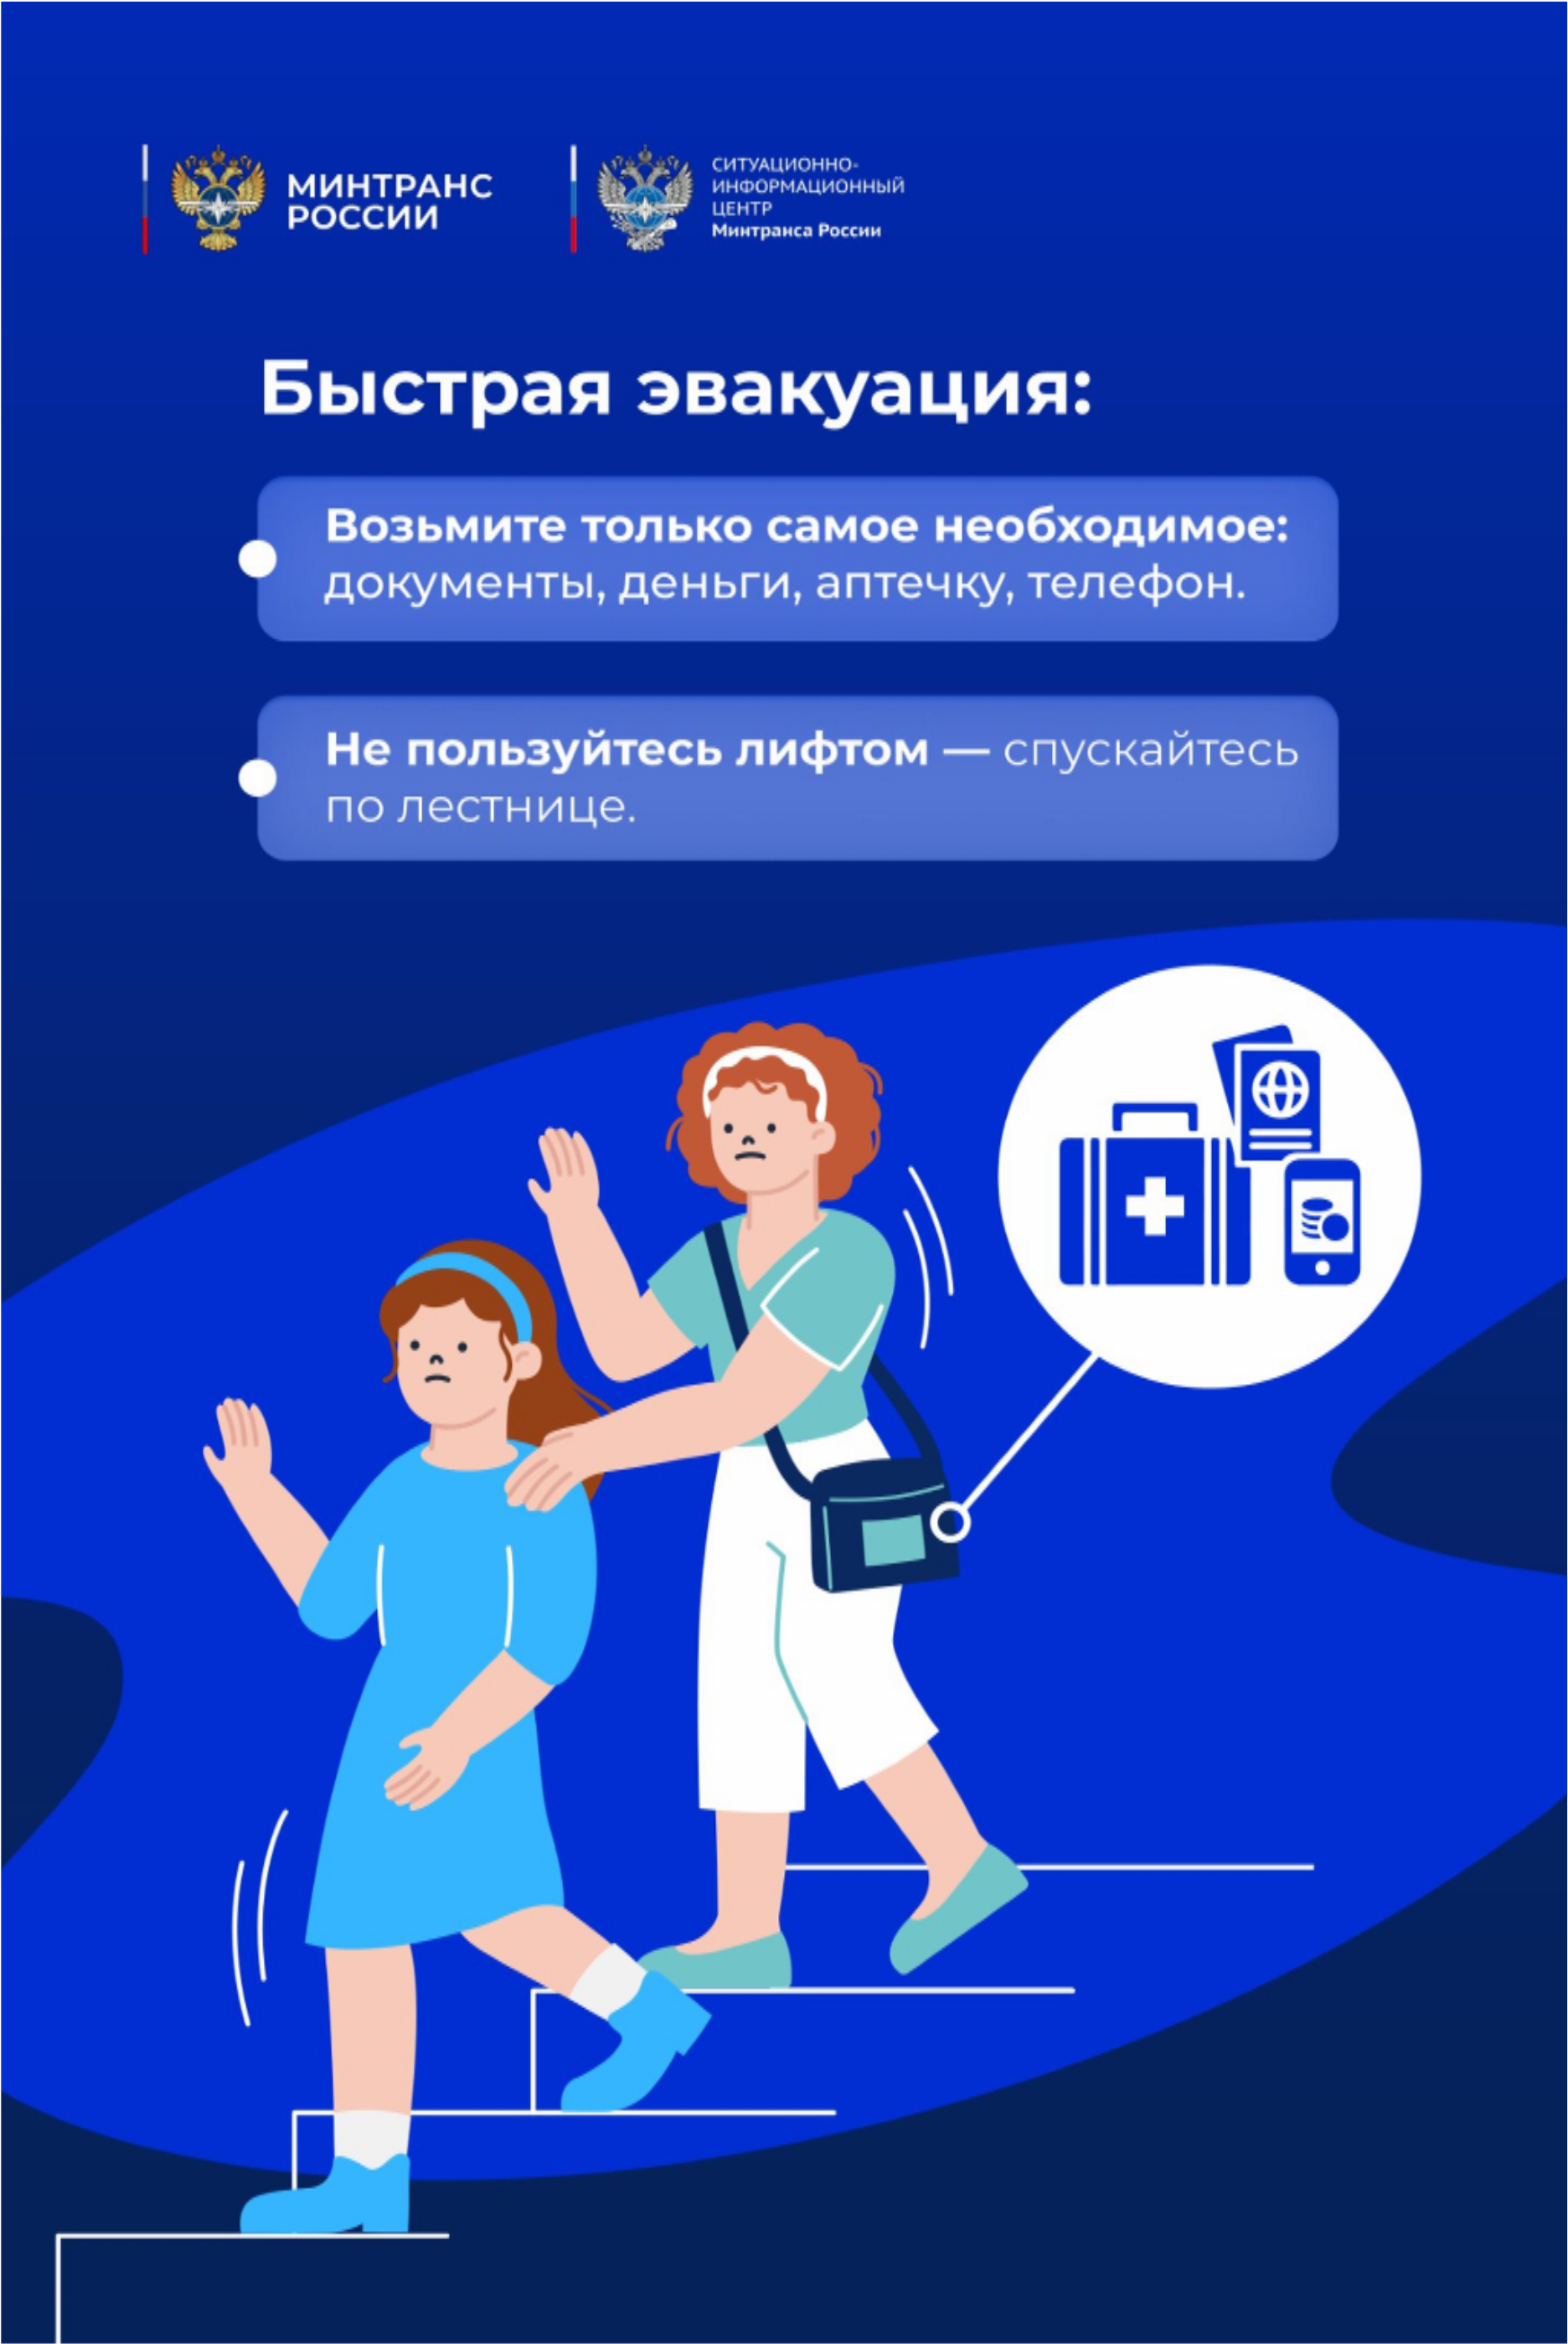 МИНТРАНС
РОССИИ
СИТУАЦИОННО-
ИНФОРМАЦИОННЫЙ
ЦЕНТР
Минтранса России
Быстрая эвакуация:
Возьмите только самое необходимое:
документы, деньги, аптечку, телефон.
Не пользуйтесь лифтом — спускайтесь
по лестнице.